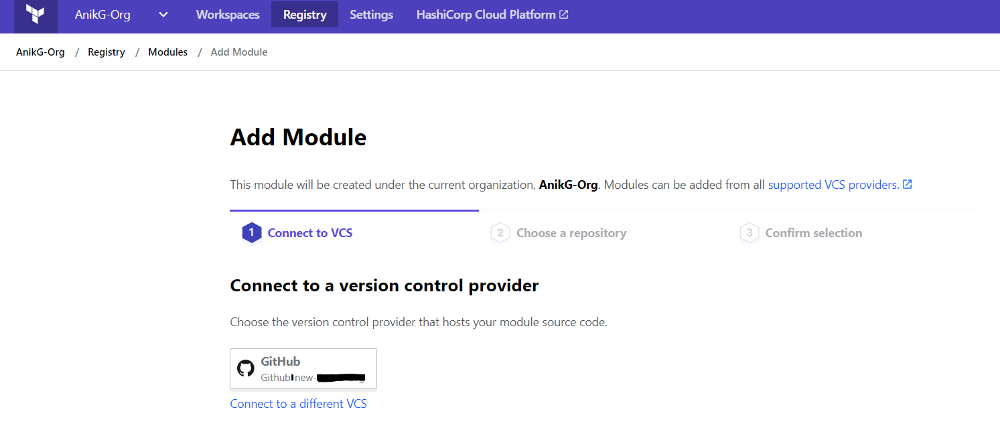 AnikG-Org Workspaces Registry Settings HashiCorp Cloud Platform
AnikG-Org / Registry / Modules / Add Module
Add Module
This module will be created under the current organization, AnikG-Org. Modules can be added from all supported VCS providers.
1 Connect to VCS 2 Choose a repository 3 Confirm selection
Connect to a version control provider
Choose the version control provider that hosts your module source code.
GitHub
Github-new-
Connect to a different VCS